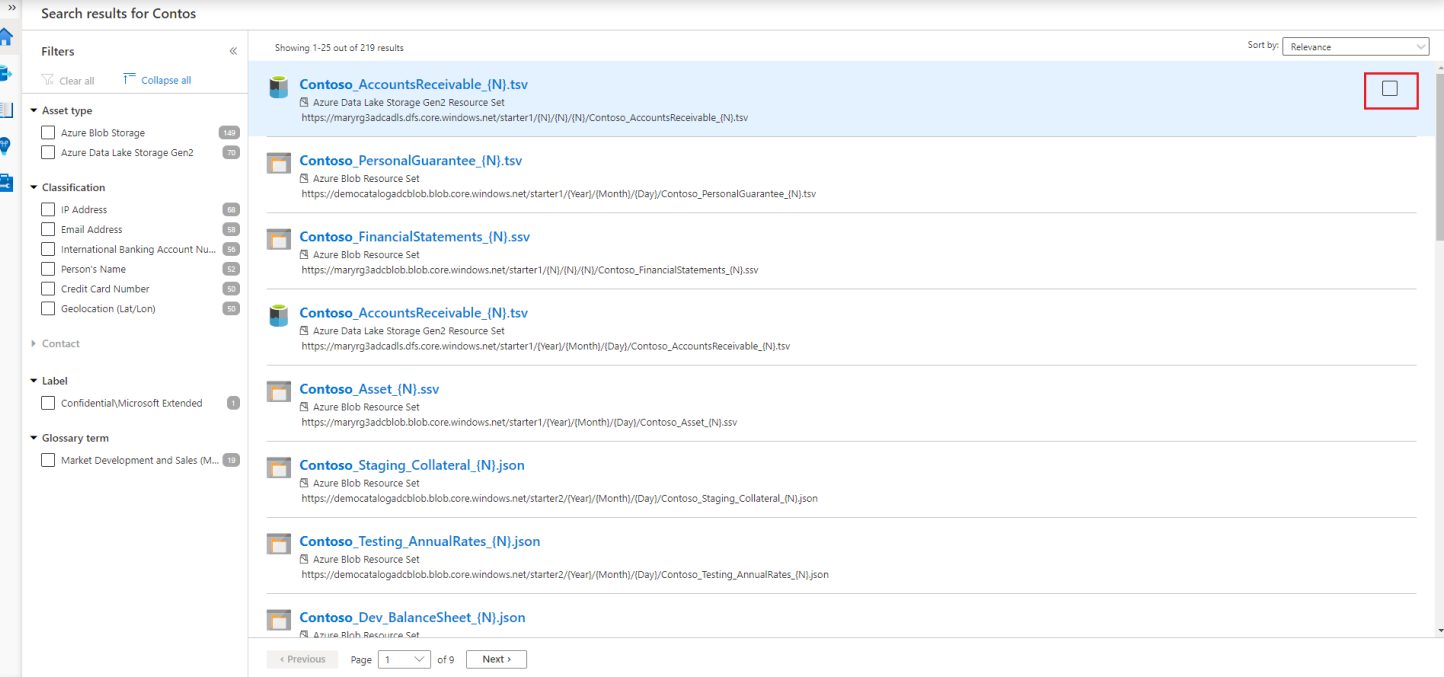 Search results for Contos
Filters
Clear all
Collapse all
Asset type
Azure Blob Storage 149
Azure Data Lake Storage Gen2 70
Classification
IP Address 68
Email Address 58
International Banking Account Nu... 56
Person's Name 52
Credit Card Number 50
Geolocation (Lat/Lon) 50
Contact
Label
Confidential\Microsoft Extended 1
Glossary term
Market Development and Sales (M... 19
Showing 1-25 out of 219 results
Sort by: Relevance
Contoso_AccountsReceivable_{N}.tsv
Azure Data Lake Storage Gen2 Resource Set
https://maryrg3adcadls.dfs.core.windows.net/starter1/{N}/{N}/{N}/Contoso_AccountsReceivable_{N}.tsv
Contoso_PersonalGuarantee_{N}.tsv
Azure Blob Resource Set
https://democatalogadcblob.blob.core.windows.net/starter1/{Year}/{Month}/{Day}/Contoso_PersonalGuarantee_{N}.tsv
Contoso_FinancialStatements_{N}.ssv
Azure Blob Resource Set
https://maryrg3adcblob.blob.core.windows.net/starter1/{N}/{N}/{N}/Contoso_FinancialStatements_{N}.ssv
Contoso_AccountsReceivable_{N}.tsv
Azure Data Lake Storage Gen2 Resource Set
https://maryrg3adcadls.dfs.core.windows.net/starter1/{Year}/{Month}/{Day}/Contoso_AccountsReceivable_{N}.tsv
Contoso_Asset_{N}.ssv
Azure Blob Resource Set
https://maryrg3adcblob.blob.core.windows.net/starter1/{Year}/{Month}/{Day}/Contoso_Asset_{N}.ssv
Contoso_Staging_Collateral_{N}.json
Azure Blob Resource Set
https://democatalogadcblob.blob.core.windows.net/starter2/{Year}/{Month}/{Day}/Contoso_Staging_Collateral_{N}.json
Contoso_Testing_AnnualRates_{N}.json
Azure Blob Resource Set
https://democatalogadcblob.blob.core.windows.net/starter2/{Year}/{Month}/{Day}/Contoso_Testing_AnnualRates_{N}.json
Contoso_Dev_BalanceSheet_{N}.json
Azure Blob Resource Set
‹ Previous Page 1 of 9 Next ›